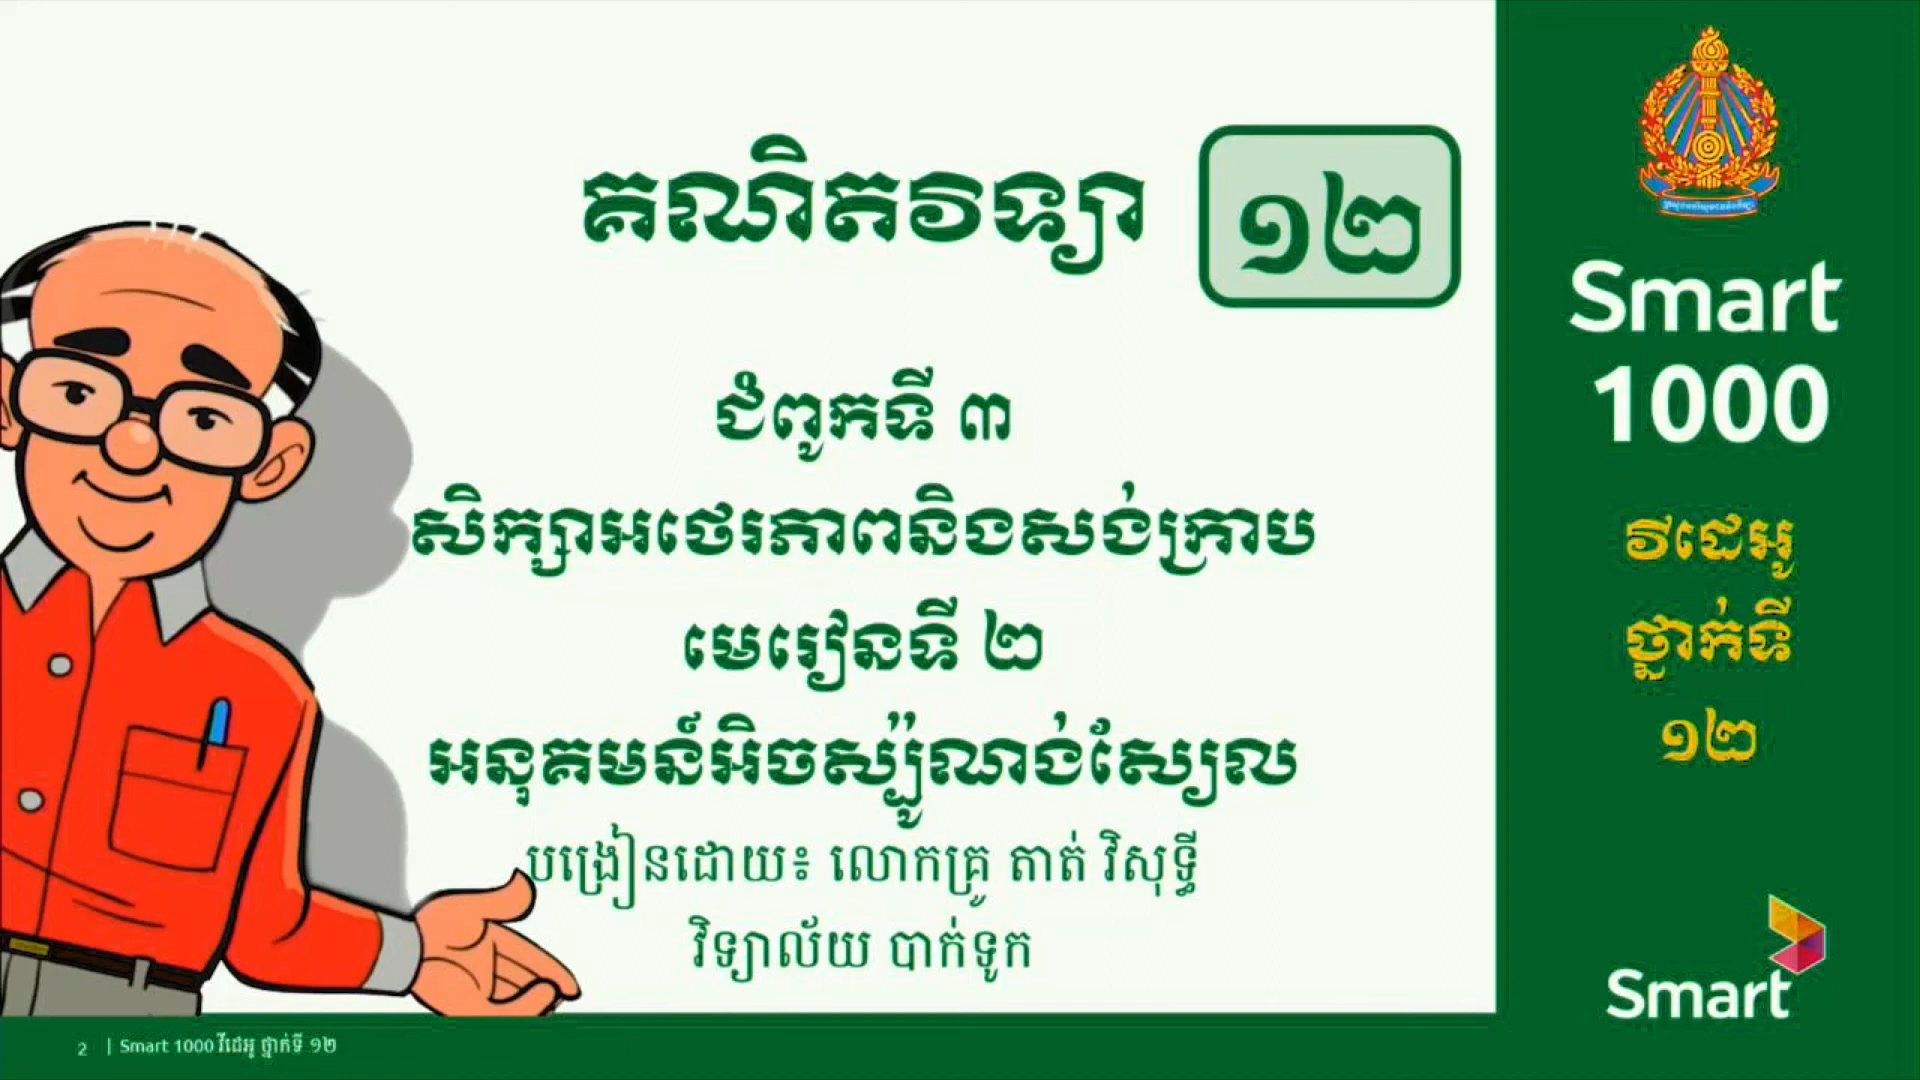 គណិតវិទ្យា ១២
ជំពូកទី ៣
សិក្សាអថេរភាពនិងសង់ក្រាប
មេរៀនទី ២
អនុគមន៍អិចស្ប៉ូណង់ស្យែល
បង្រៀនដោយ៖ លោកគ្រូ តាត់ វិសុទ្ធី
វិទ្យាល័យ បាក់ទូក
Smart
1000
វីដេអូ
ថ្នាក់ទី
១២
Smart
2 | Smart 1000 វីដេអូ ថ្នាក់ទី ១២